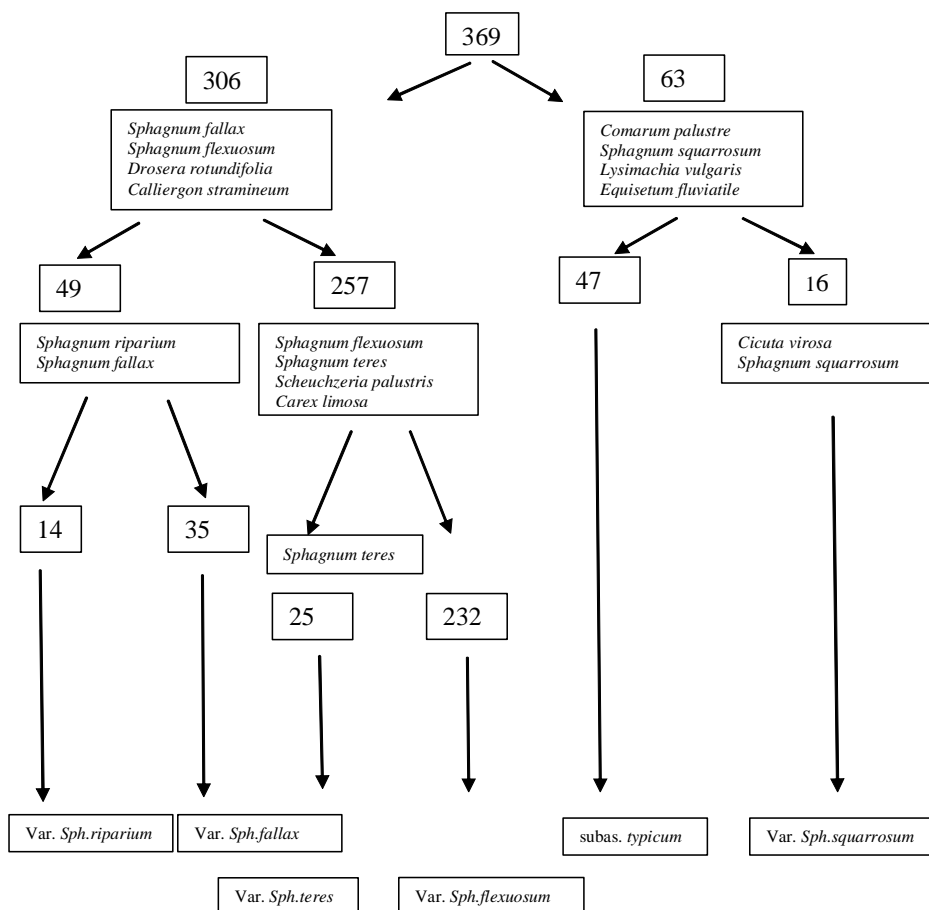 369
306
63
Sphagnum fallax
Sphagnum flexuosum
Drosera rotundifolia
Calliergon stramineum
Comarum palustre
Sphagnum squarrosum
Lysimachia vulgaris
Equisetum fluviatile
49
257
47
16
Sphagnum riparium
Sphagnum fallax
Sphagnum flexuosum
Sphagnum teres
Scheuchzeria palustris
Carex limosa
Cicuta virosa
Sphagnum squarrosum
14
35
Sphagnum teres
25
232
Var. Sph.riparium
Var. Sph.fallax
subas. typicum
Var. Sph.squarrosum
Var. Sph.teres
Var. Sph.flexuosum